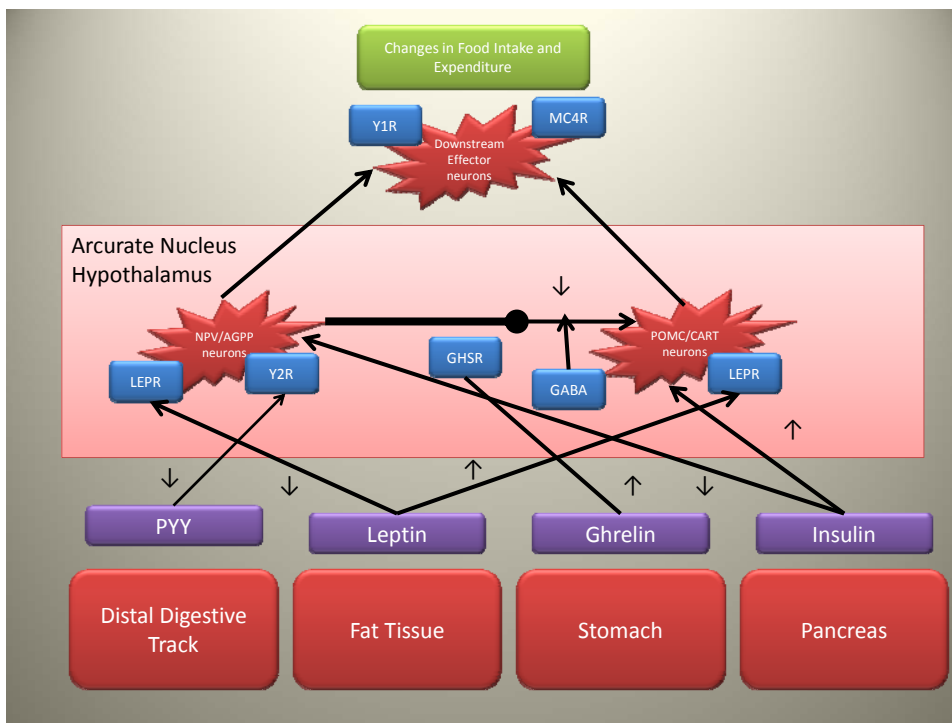 Changes in Food Intake and
Expenditure
Y1R
MC4R
Downstream
Effector
neurons
Arcurate Nucleus
Hypothalamus
↓
NPV/AGPP
neurons
POMC/CART
neurons
LEPR
Y2R
GHSR
GABA
LEPR
↑
↓
↓
↑
↑
↓
PYY
Leptin
Ghrelin
Insulin
Distal Digestive
Track
Fat Tissue
Stomach
Pancreas